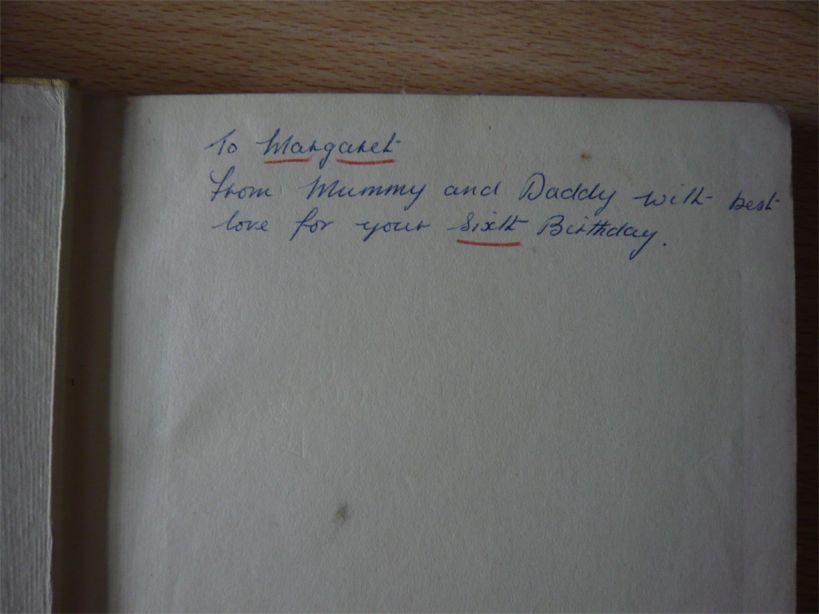 To Margaret
From Mummy and Daddy with best
love for your Sixth Birthday.